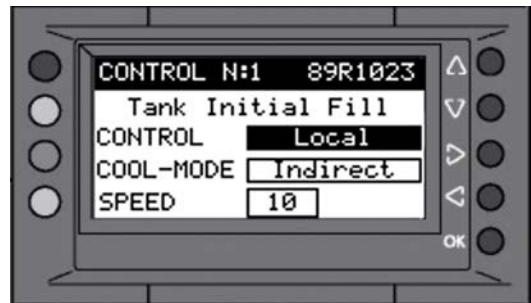 CONTROL N:1 89R1023
Tank Initial Fill
CONTROL Local
COOL-MODE Indirect
SPEED 10
OK